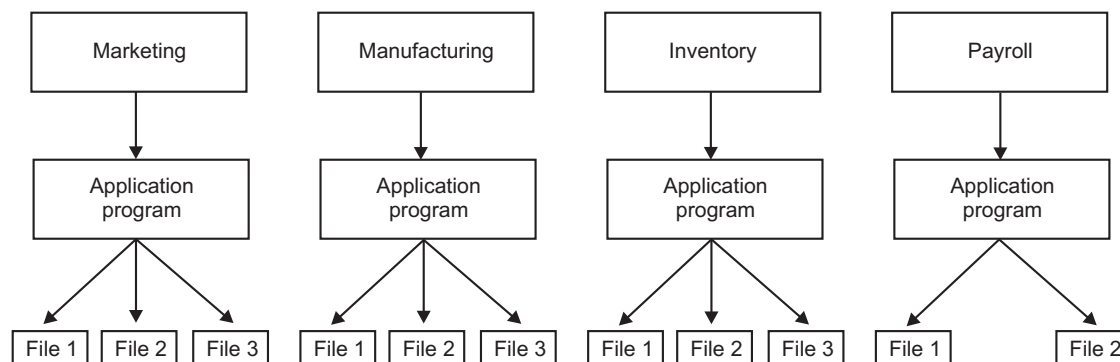 Marketing
Manufacturing
Inventory
Payroll
Application
program
Application
program
Application
program
Application
program
File 1
File 2
File 3
File 1
File 2
File 3
File 1
File 2
File 3
File 1
File 2